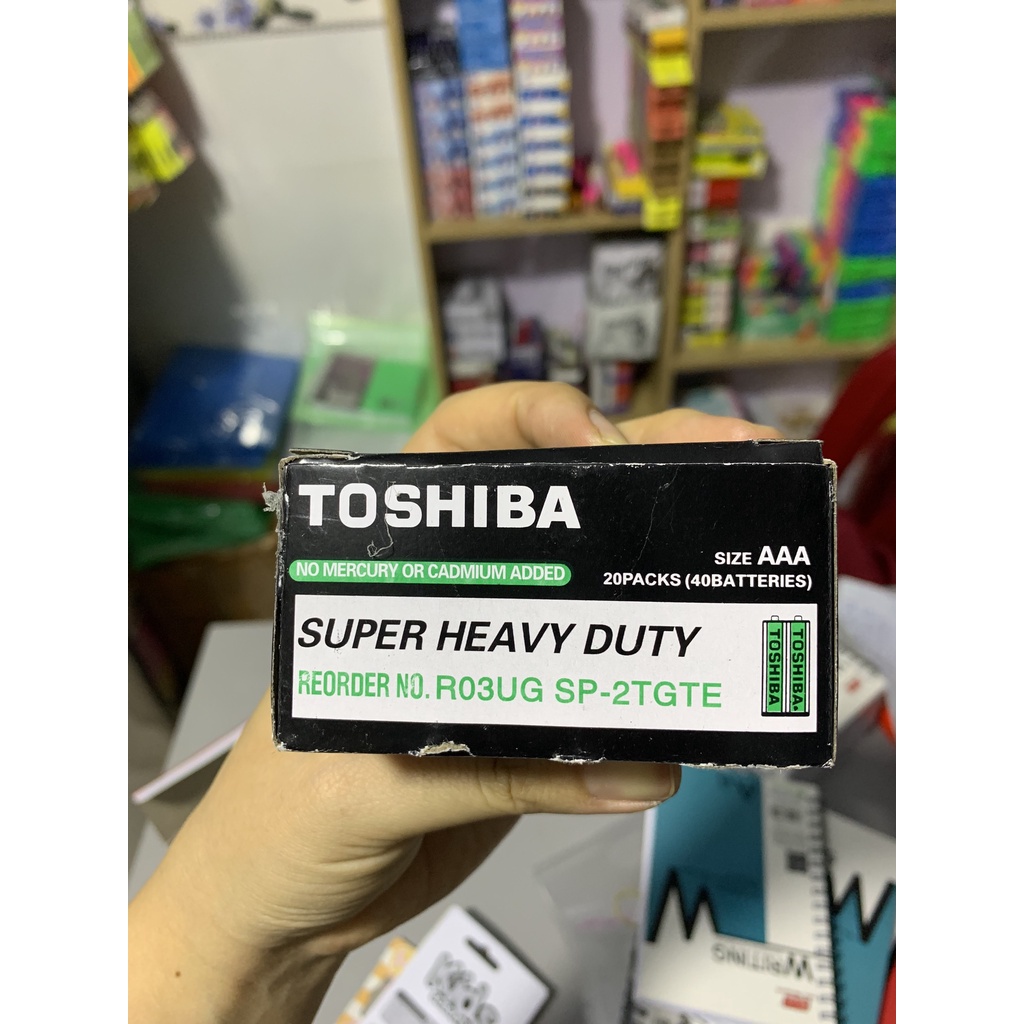 TOSHIBA
NO MERCURY OR CADMIUM ADDED
SIZE AAA
20PACKS (40BATTERIES)
SUPER HEAVY DUTY
REORDER NO. R03UG SP-2TGTE
TOSHIBA
TOSHIBA
WRITING